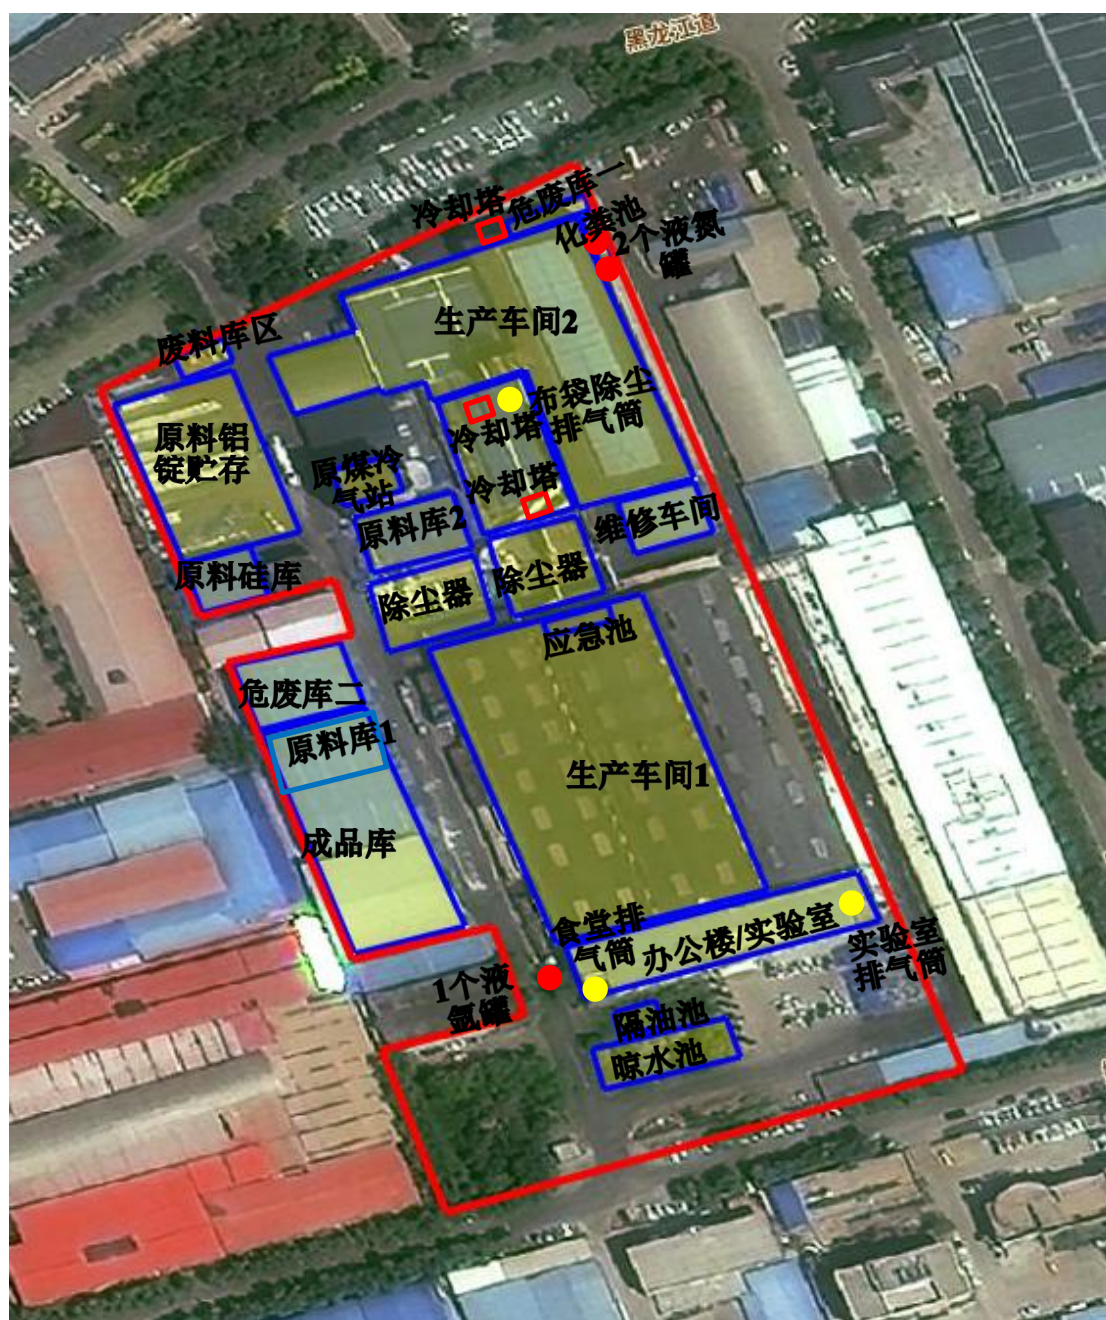 黑龙江道
冷却塔
危废库一
化粪池
2个液氮
罐
生产车间2
废料库区
布袋除尘
排气筒
原料铝
锭贮存
冷却塔
原煤冷
气站
冷却塔
原料库2
维修车间
原料硅库
除尘器
除尘器
应急池
危废库二
原料库1
生产车间1
成品库
食堂排
气筒
办公楼/实验室
实验室
排气筒
1个液
氩罐
隔油池
晾水池